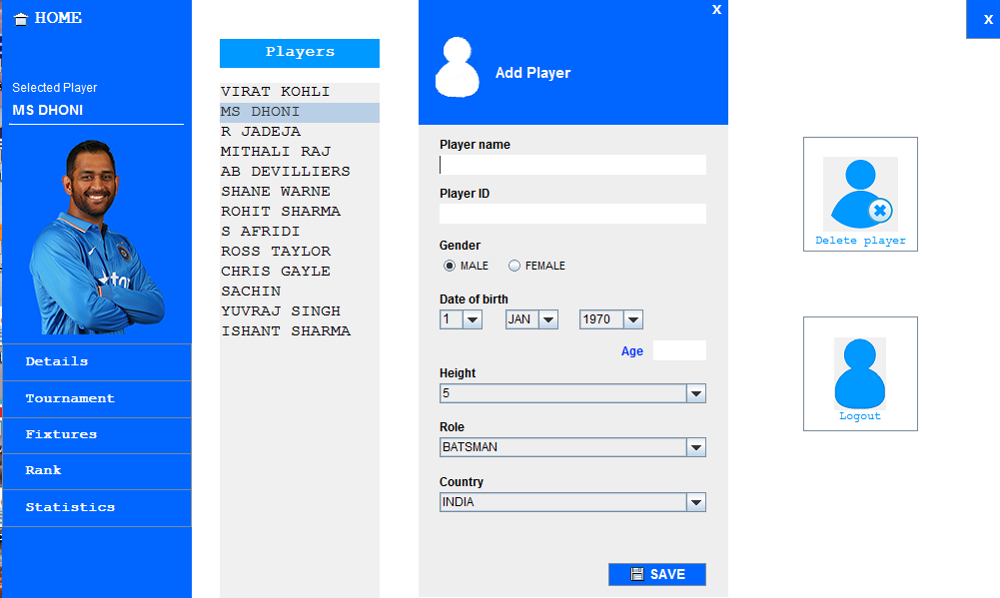 HOME
Selected Player
MS DHONI
Details
Tournament
Fixtures
Rank
Statistics
Players
VIRAT KOHLI
MS DHONI
R JADEJA
MITHALI RAJ
AB DEVILLIERS
SHANE WARNE
ROHIT SHARMA
S AFRIDI
ROSS TAYLOR
CHRIS GAYLE
SACHIN
YUVRAJ SINGH
ISHANT SHARMA
X
Add Player
Player name
Player ID
Gender
MALE FEMALE
Date of birth
1 JAN 1970
Age
Height
5
Role
BATSMAN
Country
INDIA
SAVE
X
Delete player
Logout